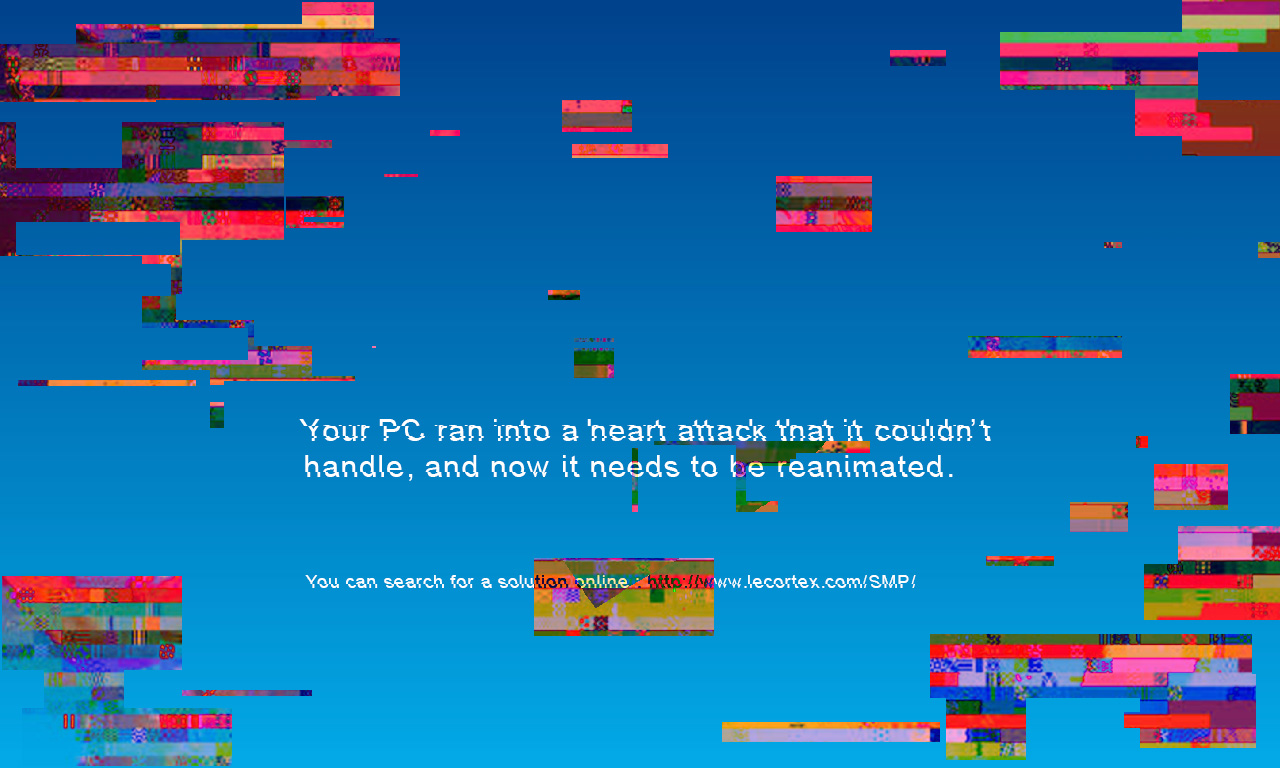 Your PC ran into a heart attack that it couldn't
handle, and now it needs to be reanimated.
You can search for a solution online : http://www.lecortex.com/SMP/